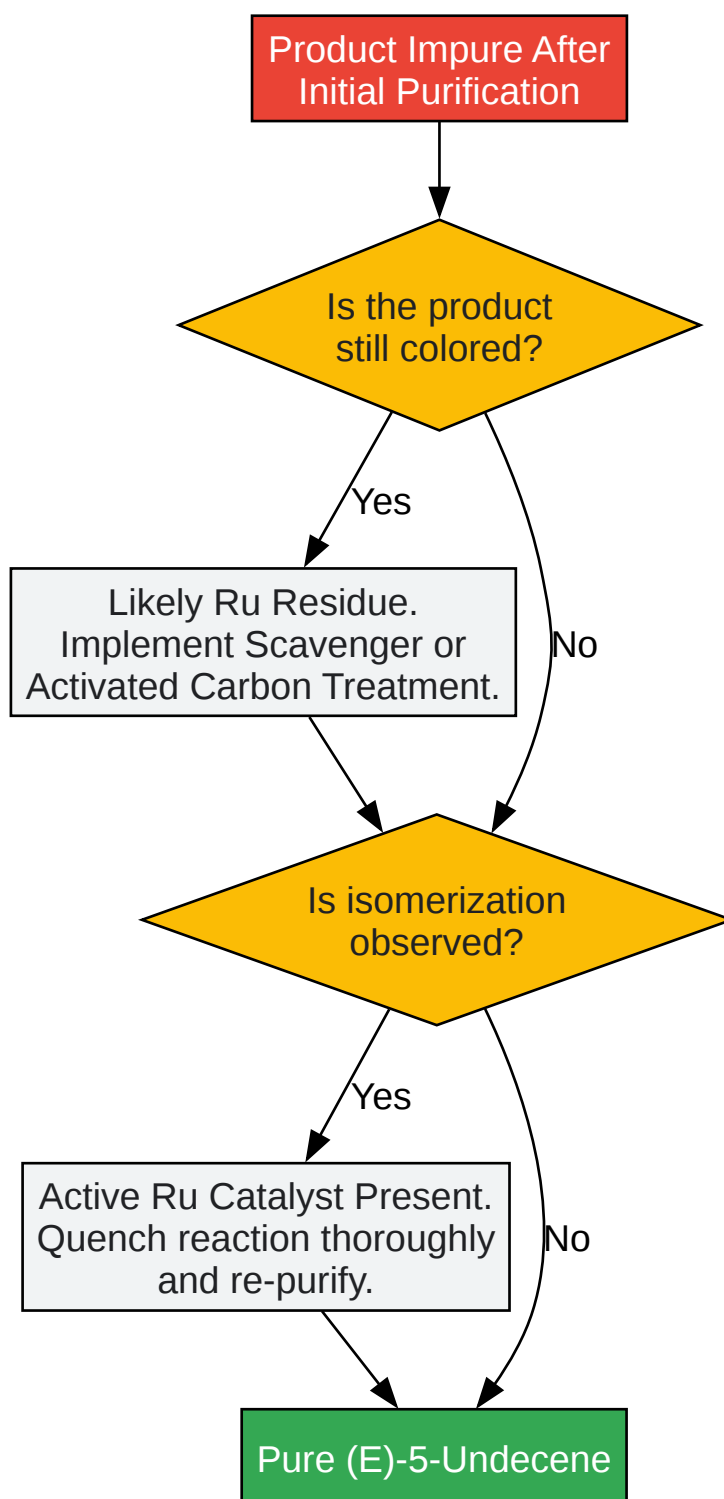 Product Impure After
Initial Purification
Is the product
still colored?
Yes
Likely Ru Residue.
Implement Scavenger or
Activated Carbon Treatment.
No
Is isomerization
observed?
Yes
Active Ru Catalyst Present.
Quench reaction thoroughly
and re-purify.
No
Pure (E)-5-Undecene